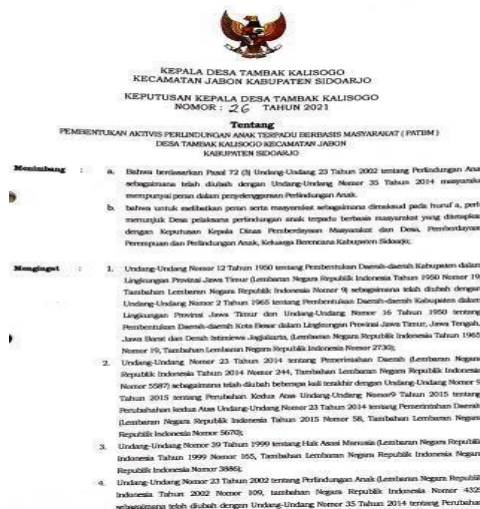 KEPALA DESA TAMBAK KALISOGO
KECAMATAN JABON KABUPATEN SIDOARJO
KEPUTUSAN KEPALA DESA TAMBAK KALISOGO
NOMOR : 26 TAHUN 2021
Tentang
PEMBENTUKAN AKTIVIS PERLINDUNGAN ANAK TERPADU BERBASIS MASYARAKAT ( PATBM )
DESA TAMBAK KALISOGO KECAMATAN JABON
KABUPATEN SIDOARJO
Menimbang : a. Bahwa berdasarkan Pasal 72 (3) Undang-Undang 23 Tahun 2002 tentang Perlindungan Ana
sebagaimana telah diubah dengan Undang-Undang Nomor 35 Tahun 2014 masyaraka
mempunyai peran dalam penyelenggaraan Perlindungan Anak.
b. bahwa untuk melibatkan peran serta masyarakat sebagaimana dimaksud pada huruf a, perl
menunjuk Desa pelaksana perlindungan anak terpadu berbasis masyarakat yang ditetapka
dengan Keputusan Kepala Dinas Pemberdayaan Masyarakat dan Desa, Pemberdayaan
Perempuan dan Perlindungan Anak, Keluarga Berencana Kabupaten Sidoarjo;
Mengingat : 1. Undang-Undang Nomor 12 Tahun 1950 tentang Pembentukan Daerah-daerah Kabupaten dalam
Lingkungan Provinsi Jawa Timur (Lembaran Negara Republik Indonesia Tahun 1950 Nomor 19
Tambahan Lembaran Negara Republik Indonesia Nomor 9) sebagaimana telah diubah dengan
Undang-Undang Nomor 2 Tahun 1965 tentang Pembentukan Daerah-daerah Kabupaten dalam
Lingkungan Provinsi Jawa Timur dan Undang-Undang Nomor 16 Tahun 1950 tentang
Pembentukan Daerah-daerah Kota Besar dalam Lingkungan Provinsi Jawa Timur, Jawa Tengah,
Jawa Barat dan Derah Istimiewa Jogjakarta, (Lembaran Negara Republik Indonesia Tahun 1965
Nomor 19, Tambahan Lembaran Negara Republik Indonesia Nomor 2730);
2. Undang-Undang Nomor 23 Tahun 2014 tentang Pemerintahan Daerah (Lembaran Negara
Republik Indonesia Tahun 2014 Nomor 244, Tambahan Lembaran Negara Republik Indonesia
Nomor 5587) sebagaimana telah diubah beberapa kali terakhir dengan Undang-Undang Nomor 9
Tahun 2015 tentang Perubahan Kedua Atas Undang-Undang Nomor9 Tahun 2015 tentang
Perubahahan kedua Atas Undang-Undang Nomor 23 Tahun 2014 tentang Pemerintahan Daerah
(Lembaran Negara Republik Indonesia Tahun 2015 Nomor 58, Tambahan Lembaran Negara
Republik Indonesia Nomor 5670);
3. Undang-Undang Nomor 39 Tahun 1999 tentang Hak Asasi Manusia (Lembaran Negara Republik
Indonesia Tahun 1999 Nomor 165, Tambahan Lembaran Negara Republik Indonesia Negara
Republik Indonesia Nomor 3886);
4. Undang-Undang Nomor 23 Tahun 2002 tentang Perlindungan Anak (Lembaran Negara Republik
Indonesia Tahun 2002 Nomor 109, tambahan Negara Republik Indonesia Nomor 4325
sebagaimana telah diubah dengan Undang-Undang Nomor 35 Tahun 2014 tentang Perubahan